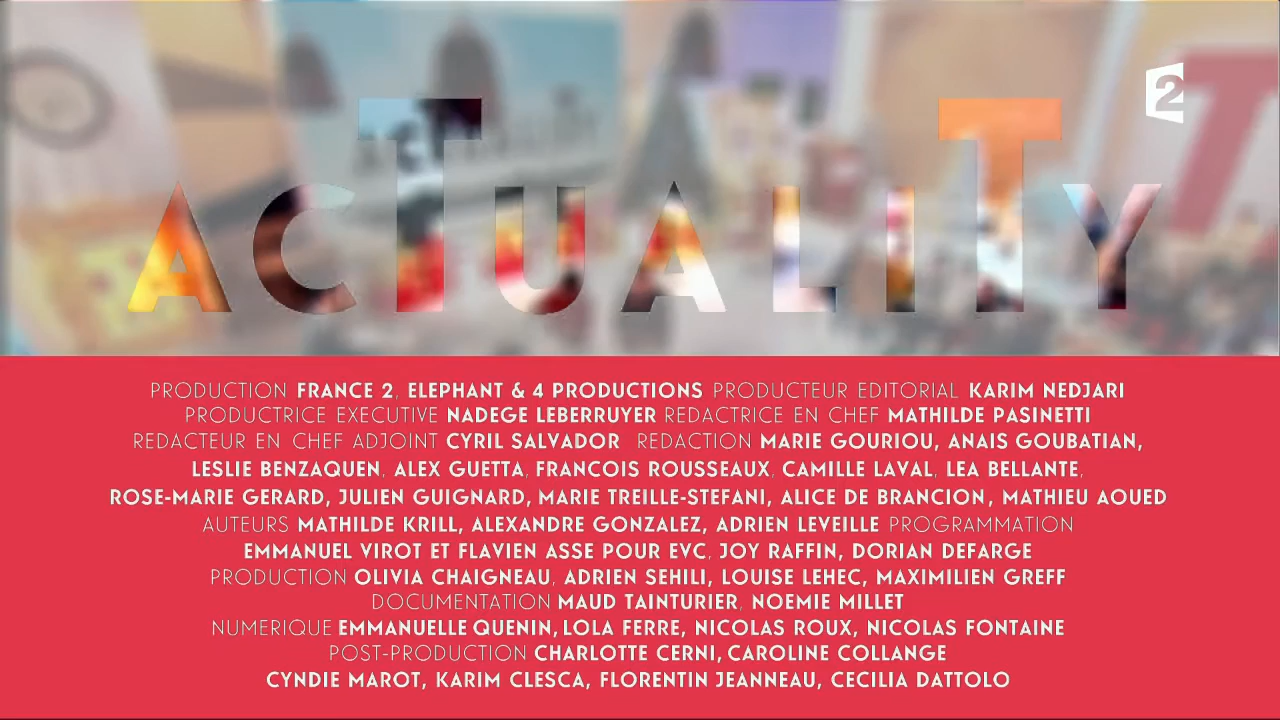 2
ACTUALITY
PRODUCTION FRANCE 2, ELEPHANT & 4 PRODUCTIONS PRODUCTEUR EDITORIAL KARIM NEDJARI
PRODUCTRICE EXECUTIVE NADEGE LEBERRUYER REDACTRICE EN CHEF MATHILDE PASINETTI
REDACTEUR EN CHEF ADJOINT CYRIL SALVADOR REDACTION MARIE GOURIOU, ANAIS GOUBATIAN,
LESLIE BENZAQUEN, ALEX GUETTA, FRANCOIS ROUSSEAUX, CAMILLE LAVAL, LEA BELLANTE,
ROSE-MARIE GERARD, JULIEN GUIGNARD, MARIE TREILLE-STEFANI, ALICE DE BRANCION, MATHIEU AOUED
AUTEURS MATHILDE KRILL, ALEXANDRE GONZALEZ, ADRIEN LEVEILLE PROGRAMMATION
EMMANUEL VIROT ET FLAVIEN ASSE POUR EVC, JOY RAFFIN, DORIAN DEFARGE
PRODUCTION OLIVIA CHAIGNEAU, ADRIEN SEHILI, LOUISE LEHEC, MAXIMILIEN GREFF
DOCUMENTATION MAUD TAINTURIER, NOEMIE MILLET
NUMERIQUE EMMANUELLE QUENIN, LOLA FERRE, NICOLAS ROUX, NICOLAS FONTAINE
POST-PRODUCTION CHARLOTTE CERNI, CAROLINE COLLANGE
CYNDIE MAROT, KARIM CLESCA, FLORENTIN JEANNEAU, CECILIA DATTOLO